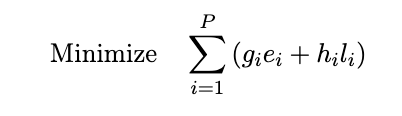 Minimize $\sum_{i=1}^{P} (g_i e_i + h_i l_i)$